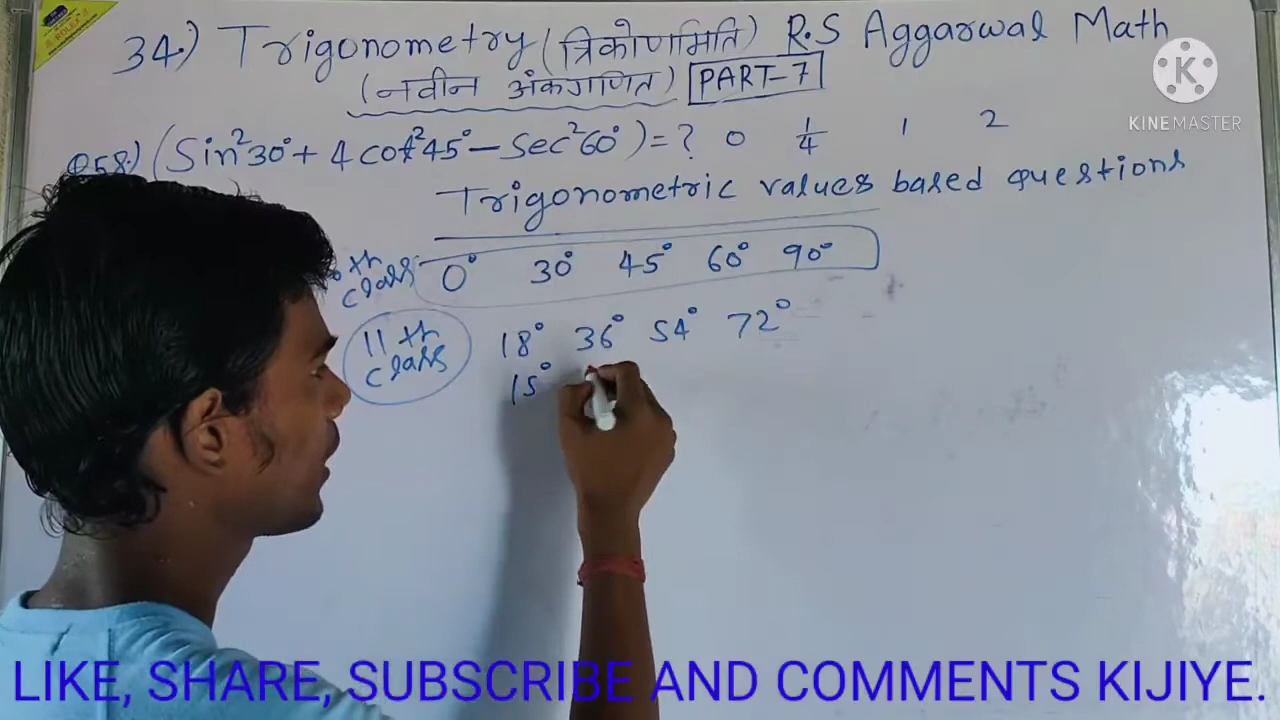 34.) Trigonometry (त्रिकोणमिति) R.S Aggarwal Math
(नवीन अंकगणित) PART-7
Q58.) (Sin²30° + 4 cot²45° – Sec²60°) = ? 0 1/4 1 2
Trigonometric values based questions
th class 0° 30° 45° 60° 90°
11th class 18° 36° 54° 72°
15°
KINEMASTER
LIKE, SHARE, SUBSCRIBE AND COMMENTS KIJIYE.